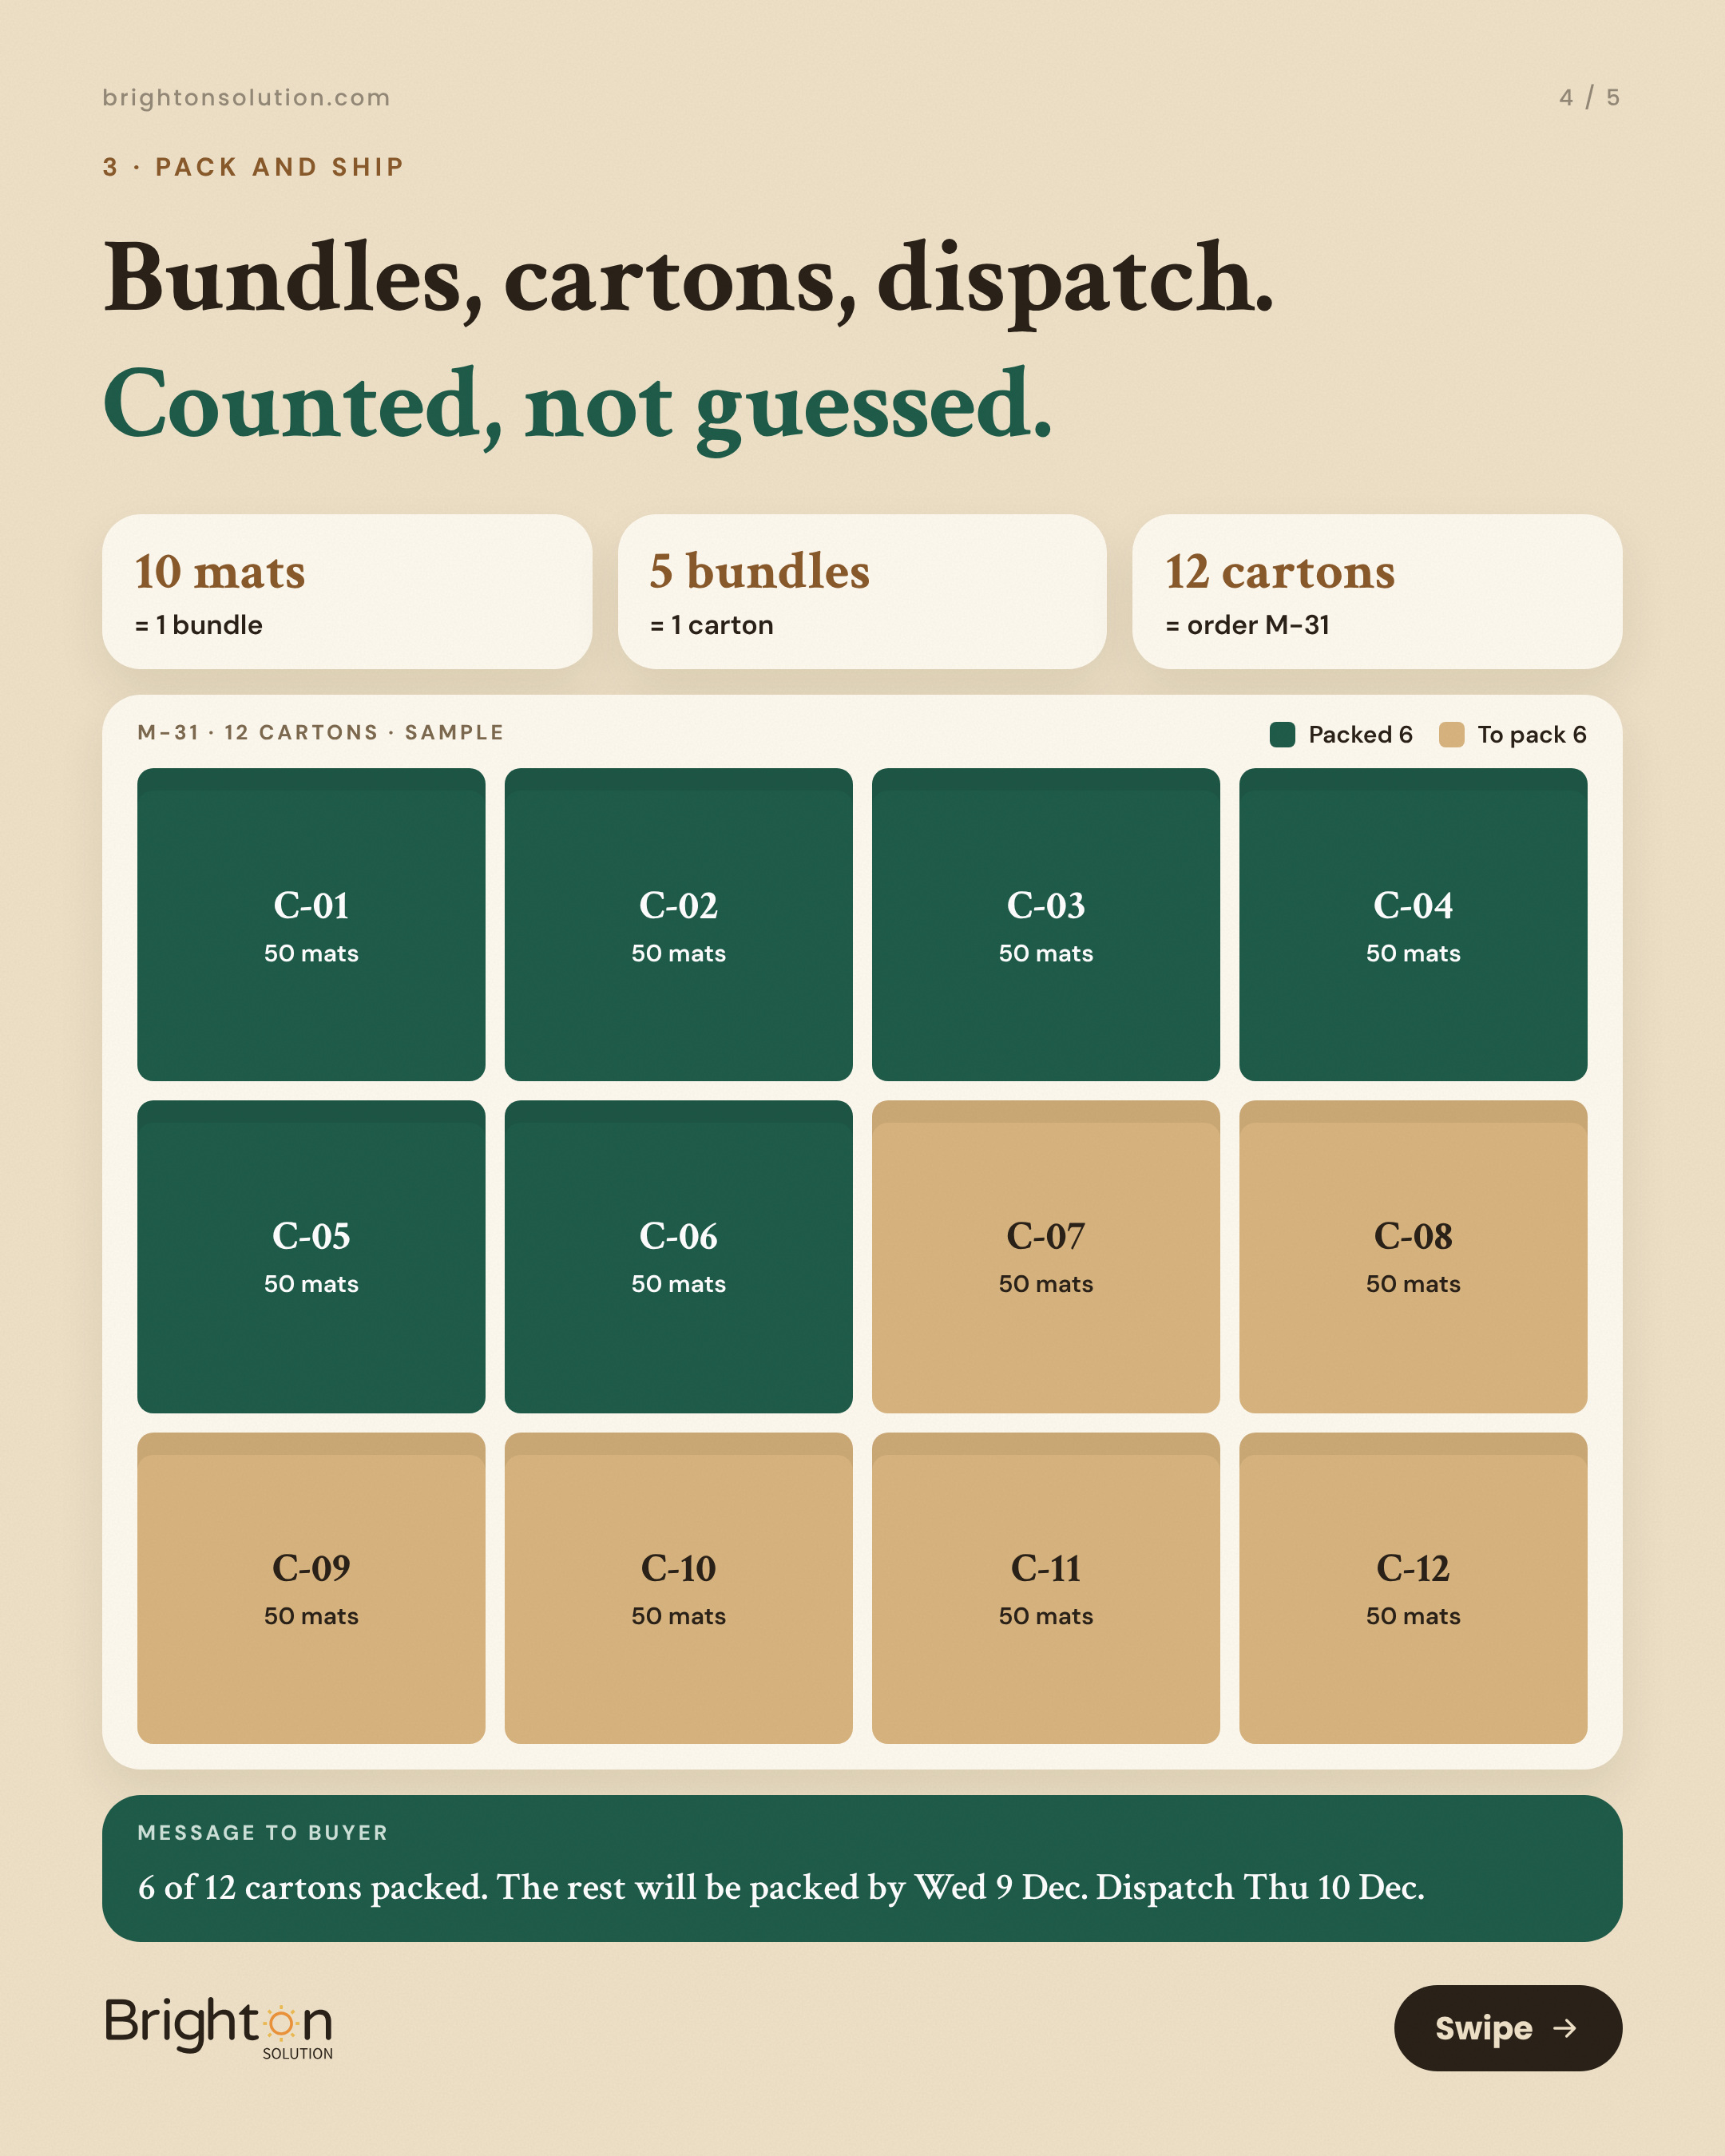 brightonsolution.com
4 / 5
3 · PACK AND SHIP
Bundles, cartons, dispatch.
Counted, not guessed.
10 mats
= 1 bundle
5 bundles
= 1 carton
12 cartons
= order M-31
M-31 · 12 CARTONS · SAMPLE
Packed 6
To pack 6
C-01
50 mats
C-02
50 mats
C-03
50 mats
C-04
50 mats
C-05
50 mats
C-06
50 mats
C-07
50 mats
C-08
50 mats
C-09
50 mats
C-10
50 mats
C-11
50 mats
C-12
50 mats
MESSAGE TO BUYER
6 of 12 cartons packed. The rest will be packed by Wed 9 Dec. Dispatch Thu 10 Dec.
Brighton
SOLUTION
Swipe →